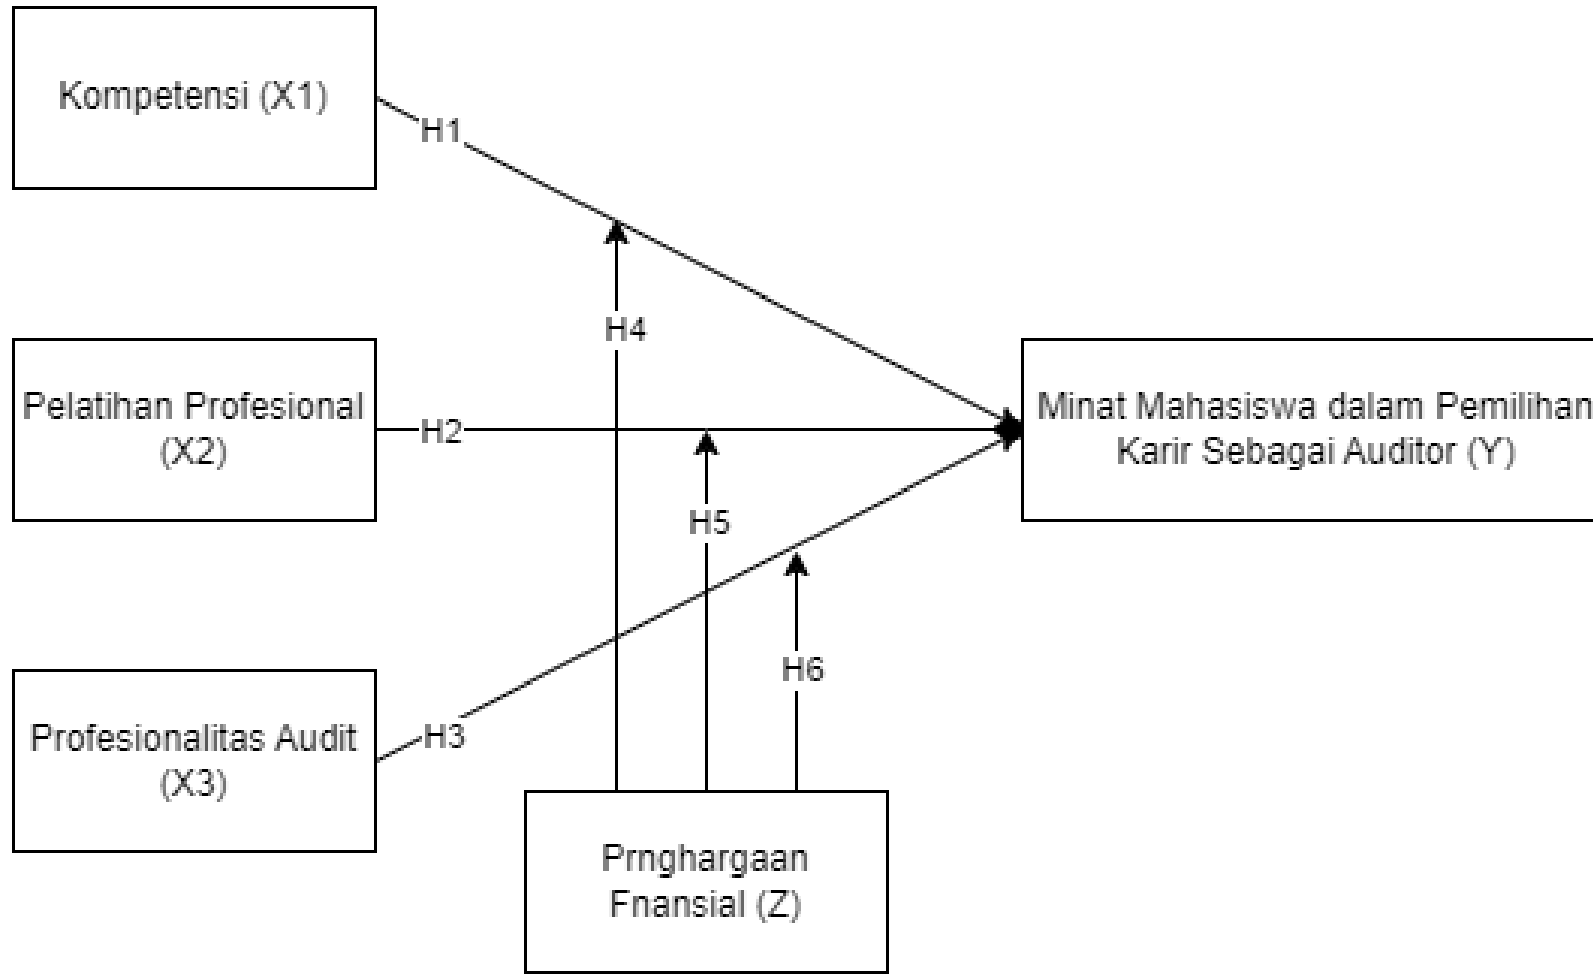 Kompetensi (X1)
H1
H4
Pelatihan Profesional
(X2)
H2
Minat Mahasiswa dalam Pemilihan
Karir Sebagai Auditor (Y)
H5
H6
Profesionalitas Audit
(X3)
H3
Prnghargaan
Fnansial (Z)